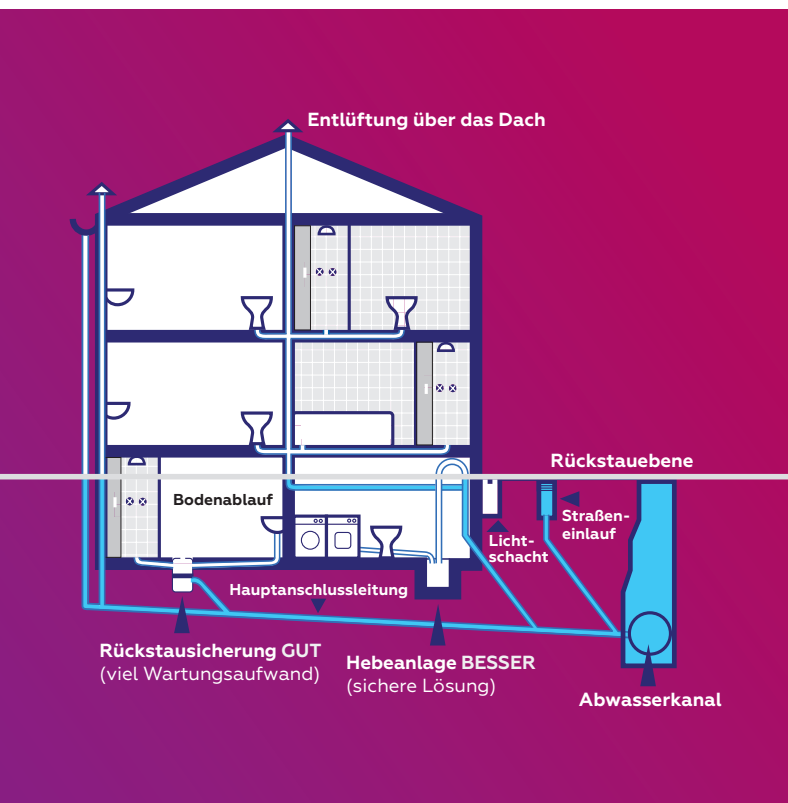 Entlüftung über das Dach
Rückstauebene
Bodenablauf
Straßen-
einlauf
Licht-
schacht
Hauptanschlussleitung
Rückstausicherung GUT
(viel Wartungsaufwand)
Hebeanlage BESSER
(sichere Lösung)
Abwasserkanal